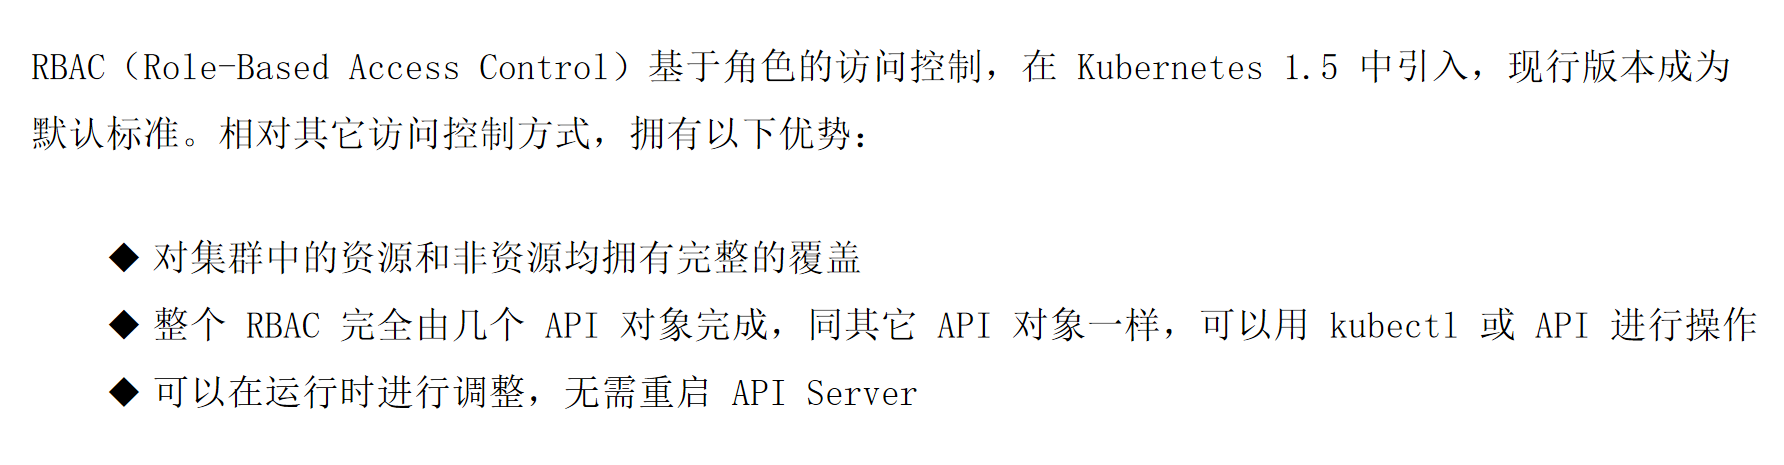 RBAC（Role-Based Access Control）基于角色的访问控制，在 Kubernetes 1.5 中引入，现行版本成为
默认标准。相对其它访问控制方式，拥有以下优势：
◆ 对集群中的资源和非资源均拥有完整的覆盖
◆ 整个 RBAC 完全由几个 API 对象完成，同其它 API 对象一样，可以用 kubectl 或 API 进行操作
◆ 可以在运行时进行调整，无需重启 API Server